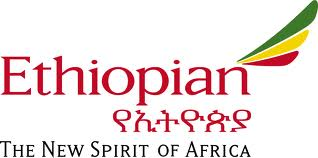 Ethiopian
የኢትዮጵያ
THE NEW SPIRIT OF AFRICA